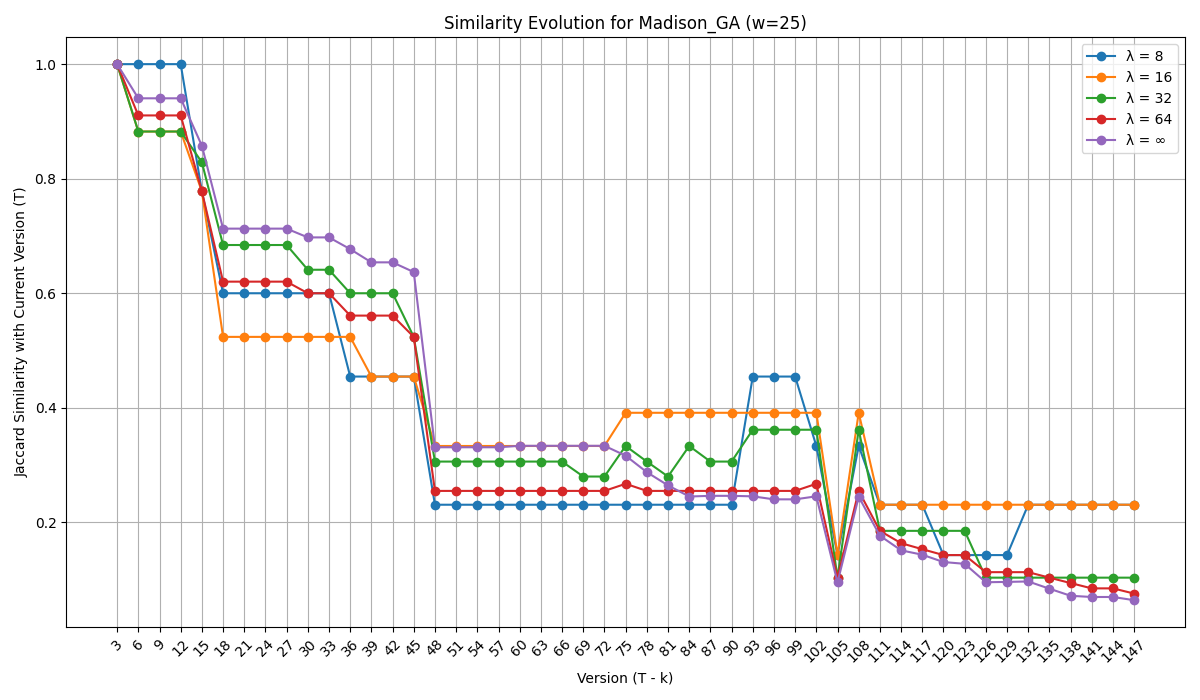 Similarity Evolution for Madison_GA (w=25)
λ = 8
λ = 16
λ = 32
λ = 64
λ = ∞
Jaccard Similarity with Current Version (T)
1.0
0.8
0.6
0.4
0.2
3 6 9 12 15 18 21 24 27 30 33 36 39 42 45 48 51 54 57 60 63 66 69 72 75 78 81 84 87 90 93 96 99 102 105 108 111 114 117 120 123 126 129 132 135 138 141 144 147
Version (T - k)